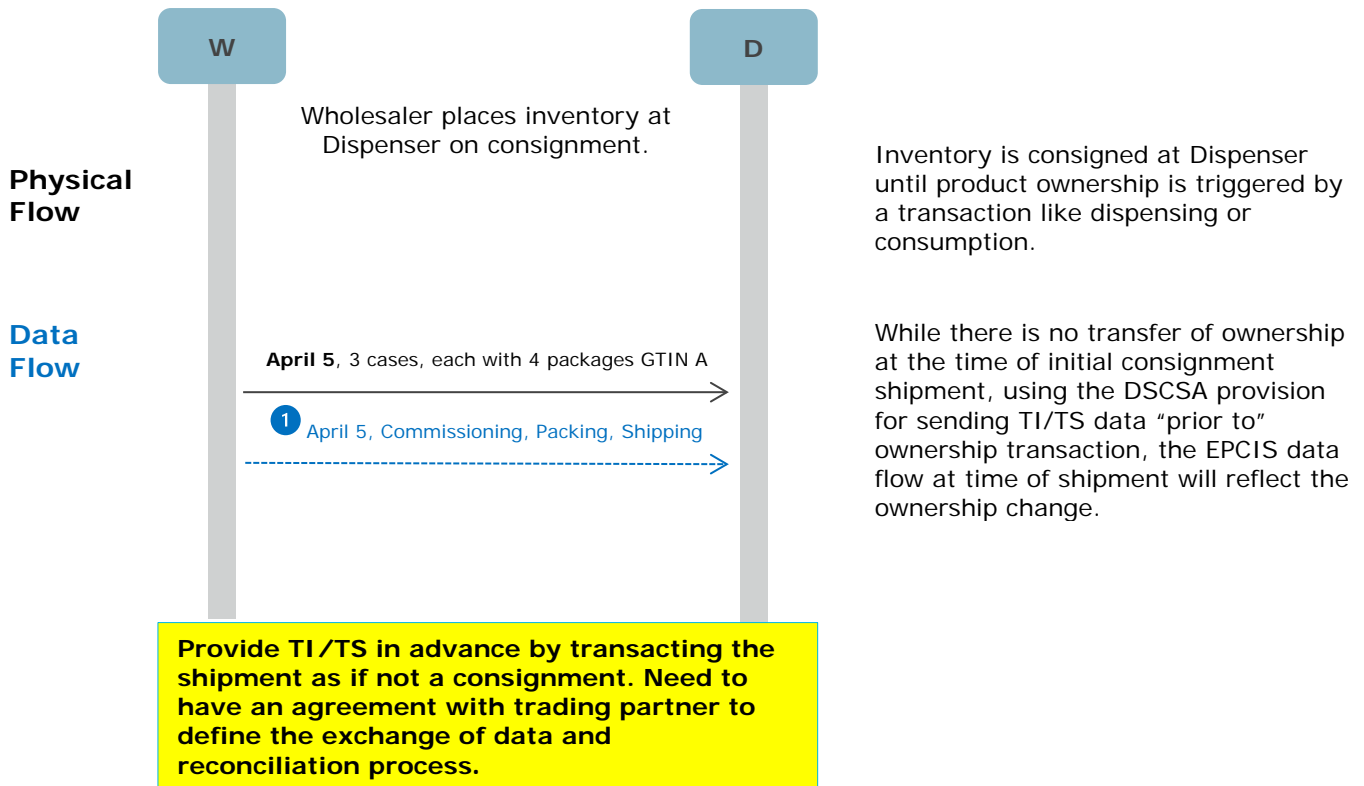 W
D
Wholesaler places inventory at
Dispenser on consignment.
Physical
Flow
Inventory is consigned at Dispenser
until product ownership is triggered by
a transaction like dispensing or
consumption.
Data
Flow
April 5, 3 cases, each with 4 packages GTIN A
1 April 5, Commissioning, Packing, Shipping
While there is no transfer of ownership
at the time of initial consignment
shipment, using the DSCSA provision
for sending TI/TS data “prior to”
ownership transaction, the EPCIS data
flow at time of shipment will reflect the
ownership change.
Provide TI/TS in advance by transacting the
shipment as if not a consignment. Need to
have an agreement with trading partner to
define the exchange of data and
reconciliation process.